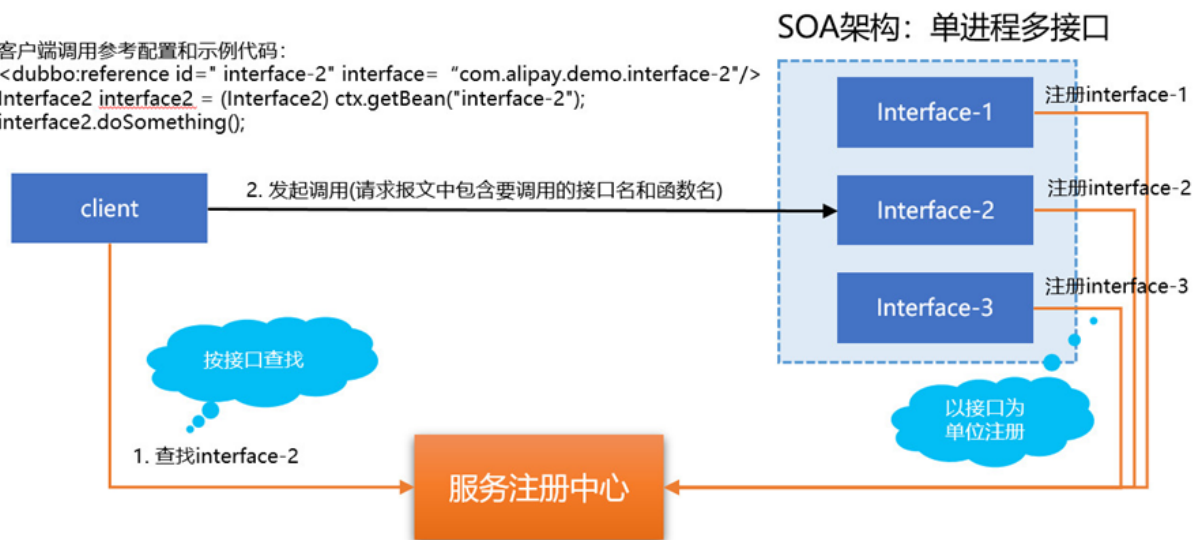 SOA架构：单进程多接口
客户端调用参考配置和示例代码：
<dubbo:reference id=" interface-2" interface= “com.alipay.demo.interface-2"/>
Interface2 interface2 = (Interface2) ctx.getBean("interface-2");
interface2.doSomething();
Interface-1
注册interface-1
client
2. 发起调用(请求报文中包含要调用的接口名和函数名)
Interface-2
注册interface-2
Interface-3
注册interface-3
按接口查找
以接口为
单位注册
1. 查找interface-2
服务注册中心